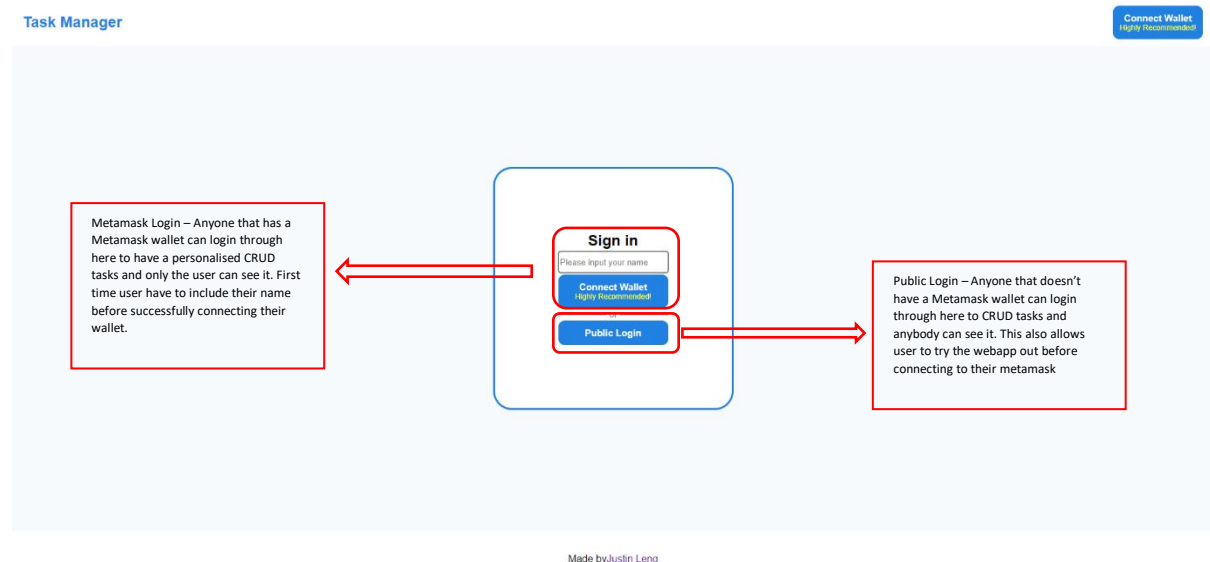 Task Manager
Connect Wallet
Highly Recommended!
Metamask Login – Anyone that has a
Metamask wallet can login through
here to have a personalised CRUD
tasks and only the user can see it. First
time user have to include their name
before successfully connecting their
wallet.
Sign in
Please input your name
Connect Wallet
Highly Recommended!
or
Public Login
Public Login – Anyone that doesn't
have a Metamask wallet can login
through here to CRUD tasks and
anybody can see it. This also allows
user to try the webapp out before
connecting to their metamask
Made byJustin Leng